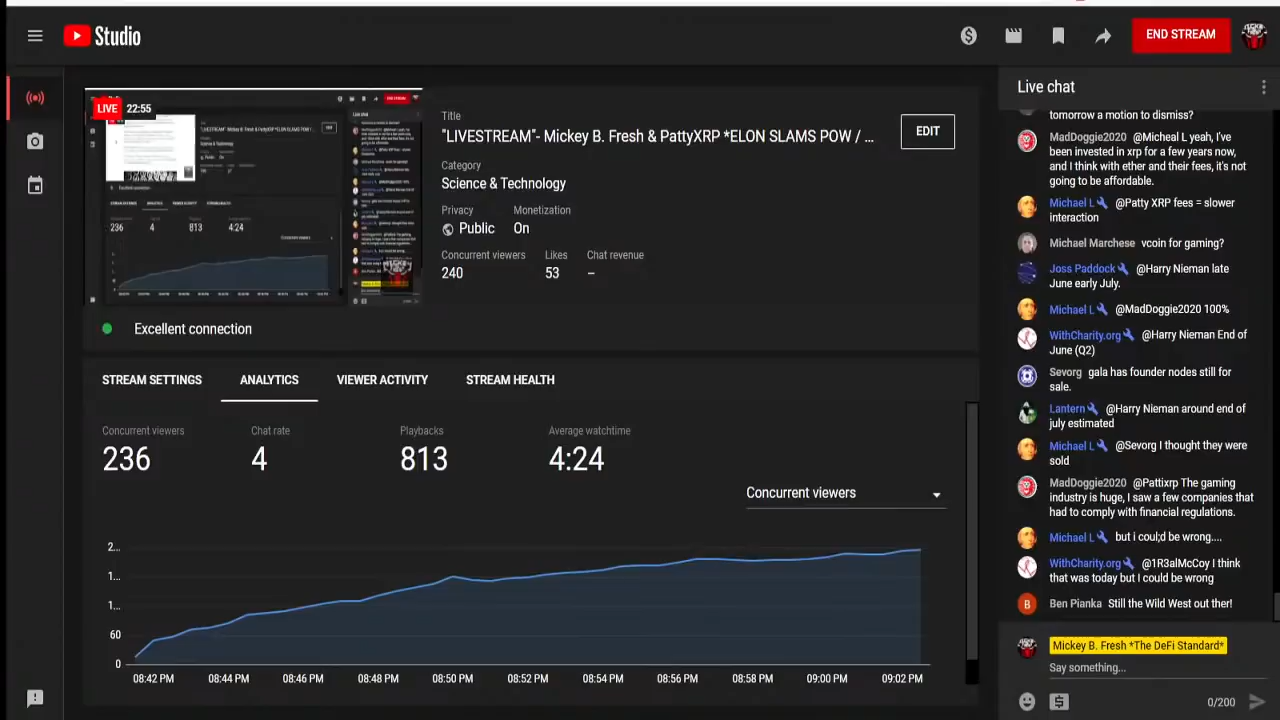 Studio
END STREAM
LIVE 22:55
236 4 813 4:24
Title
"LIVESTREAM"- Mickey B. Fresh & PattyXRP *ELON SLAMS POW / ...
EDIT
Category
Science & Technology
Privacy Monetization
Public On
Concurrent viewers Likes Chat revenue
240 53 –
Excellent connection
STREAM SETTINGS ANALYTICS VIEWER ACTIVITY STREAM HEALTH
Concurrent viewers Chat rate Playbacks Average watchtime
236 4 813 4:24
Concurrent viewers
2...
1...
1...
60
0
08:42 PM 08:44 PM 08:46 PM 08:48 PM 08:50 PM 08:52 PM 08:54 PM 08:56 PM 08:58 PM 09:00 PM 09:02 PM
Live chat
tomorrow a motion to dismiss?
MadDoggie2020 @Micheal L yeah, I've
been invested in xrp for a few years now,
and I to hold with ether and their fees, it's not
going to be affordable.
Michael L @Patty XRP fees = slower
interaction
Michael Marchese vcoin for gaming?
Joss Paddock @Harry Nieman late
June early July.
Michael L @MadDoggie2020 100%
WithCharity.org @Harry Nieman End of
June (Q2)
Sevorg gala has founder nodes still for
sale.
Lantern @Harry Nieman around end of
july estimated
Michael L @Sevorg I thought they were
sold
MadDoggie2020 @Pattixrp The gaming
industry is huge, I saw a few companies that
had to comply with financial regulations.
Michael L but i coul;d be wrong....
WithCharity.org @1R3alMcCoy I think
that was today but I could be wrong
B Ben Pianka Still the Wild West out ther!
Mickey B. Fresh *The DeFi Standard*
Say something...
0/200